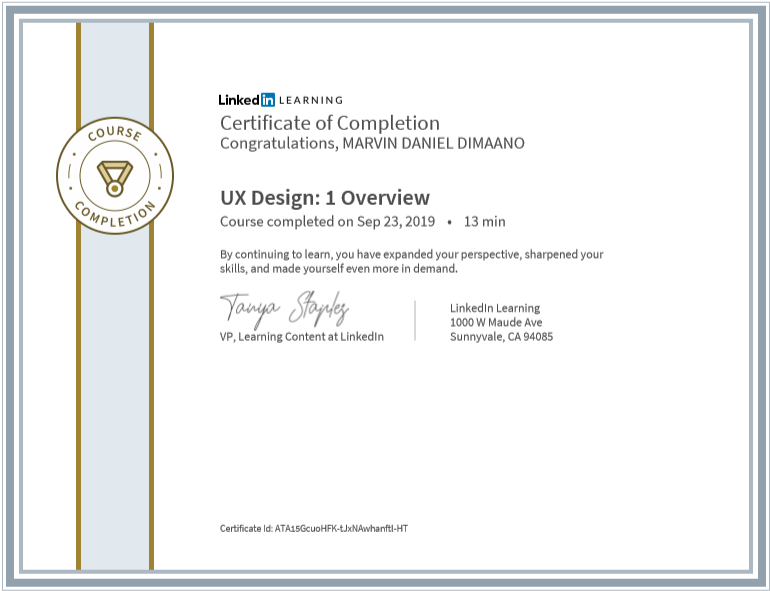 COURSE
COMPLETION
Linked in LEARNING
Certificate of Completion
Congratulations, MARVIN DANIEL DIMAANO
UX Design: 1 Overview
Course completed on Sep 23, 2019 • 13 min
By continuing to learn, you have expanded your perspective, sharpened your
skills, and made yourself even more in demand.
Tanya Staples
VP, Learning Content at LinkedIn
LinkedIn Learning
1000 W Maude Ave
Sunnyvale, CA 94085
Certificate Id: ATA15GcuoHFK-tJxNAwhanftl-HT